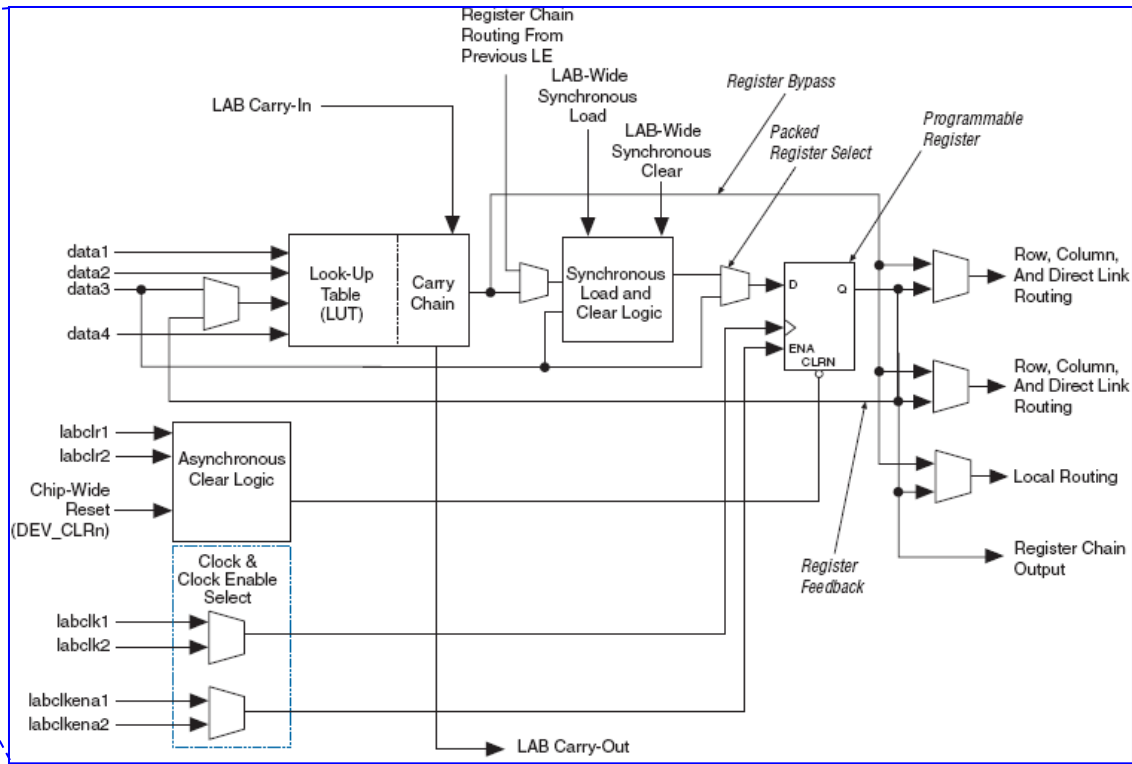 Register Chain
Routing From
Previous LE
LAB-Wide
Synchronous
Load
Register Bypass
LAB Carry-In
LAB-Wide
Synchronous
Clear
Packed
Register Select
Programmable
Register
data1
data2
data3
data4
Look-Up
Table
(LUT)
Carry
Chain
Synchronous
Load and
Clear Logic
D
Q
ENA
CLRN
Row, Column,
And Direct Link
Routing
Row, Column,
And Direct Link
Routing
labclr1
labclr2
Chip-Wide
Reset
(DEV_CLRn)
Asynchronous
Clear Logic
Local Routing
Register Chain
Output
Register
Feedback
Clock &
Clock Enable
Select
labclk1
labclk2
labclkena1
labclkena2
LAB Carry-Out